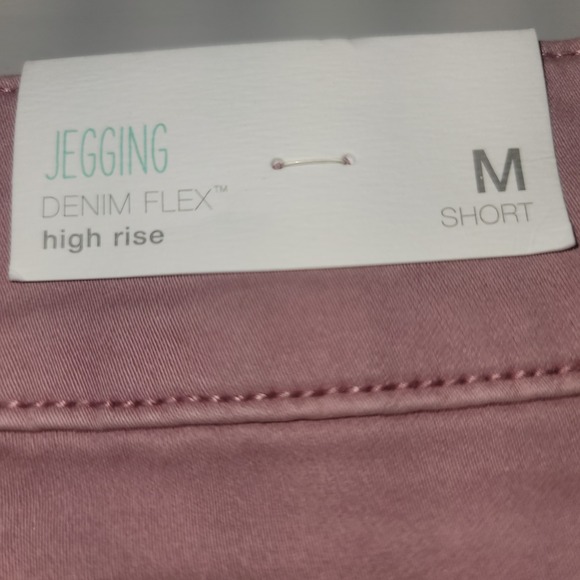 JEGGING
DENIM FLEX™
high rise
M
SHORT